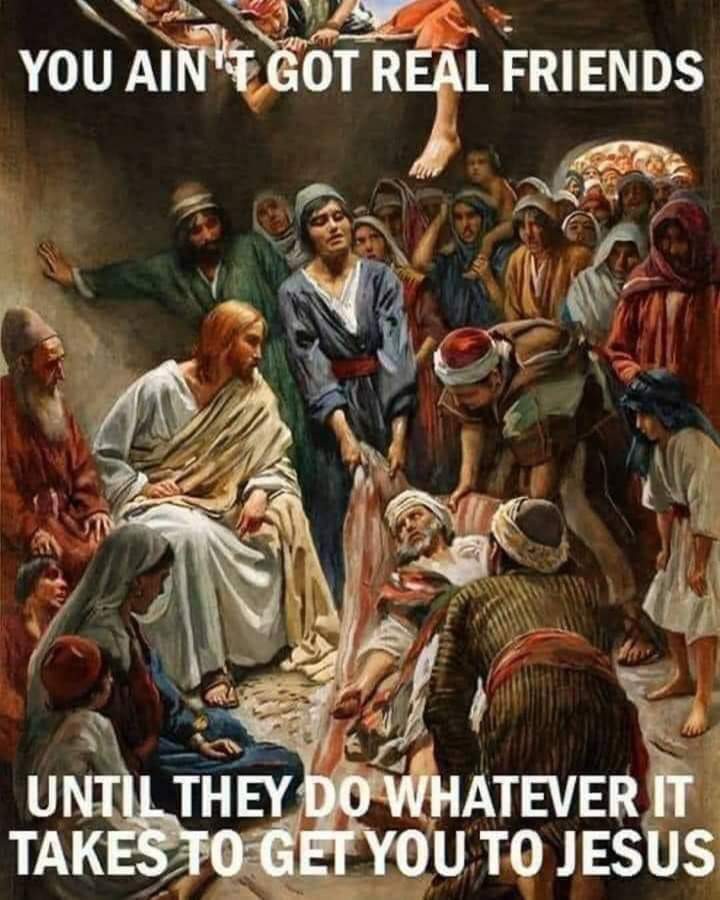 YOU AIN'T GOT REAL FRIENDS
UNTIL THEY DO WHATEVER IT
TAKES TO GET YOU TO JESUS